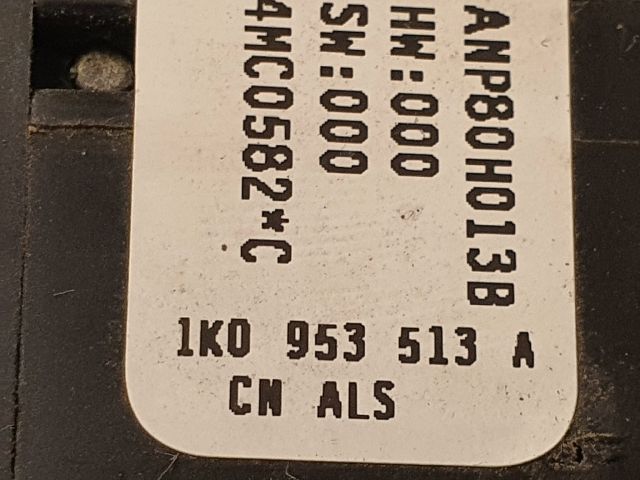 ANP80H013B
HW:000
SW:000
4MC0582*C
1K0 953 513 A
CN ALS